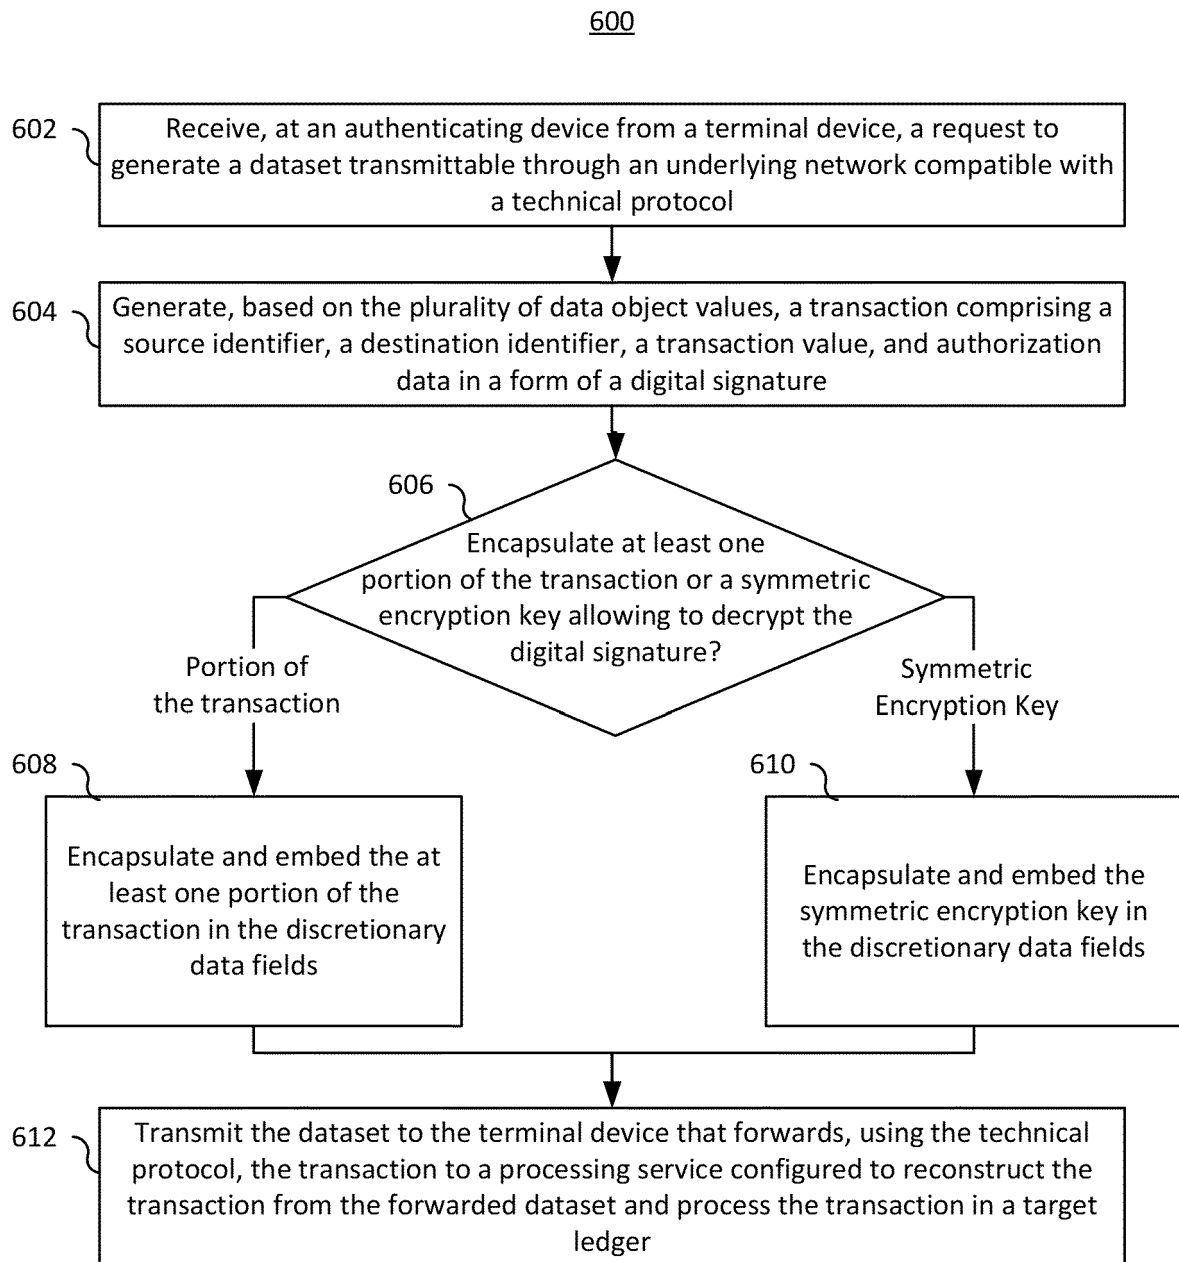 600
602
Receive, at an authenticating device from a terminal device, a request to
generate a dataset transmittable through an underlying network compatible with
a technical protocol
604
Generate, based on the plurality of data object values, a transaction comprising a
source identifier, a destination identifier, a transaction value, and authorization
data in a form of a digital signature
606
Encapsulate at least one
portion of the transaction or a symmetric
encryption key allowing to decrypt the
digital signature?
Portion of
the transaction
Symmetric
Encryption Key
608
Encapsulate and embed the at
least one portion of the
transaction in the discretionary
data fields
610
Encapsulate and embed the
symmetric encryption key in
the discretionary data fields
612
Transmit the dataset to the terminal device that forwards, using the technical
protocol, the transaction to a processing service configured to reconstruct the
transaction from the forwarded dataset and process the transaction in a target
ledger